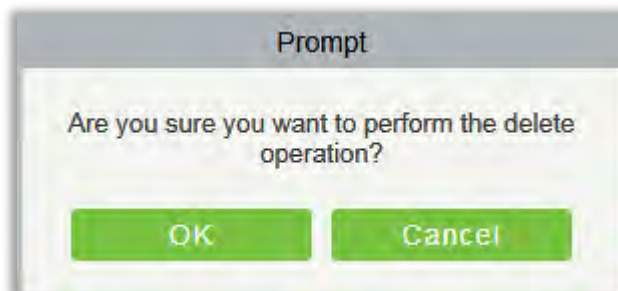 Prompt
Are you sure you want to perform the delete
operation?
OK
Cancel